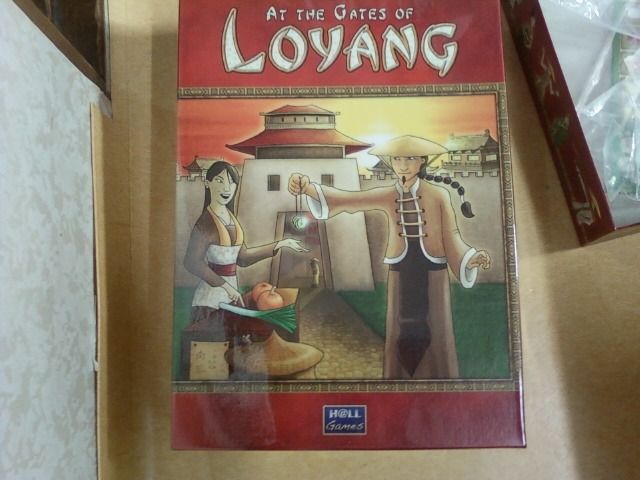 AT THE GATES OF
LOYANG
H@LL
Games